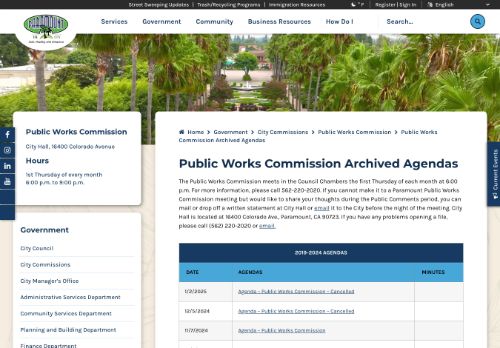 Street Sweeping Updates | Trash/Recycling Programs | Immigration Resources
°F | Register | Sign In | English
PARAMOUNT
Services Government Community Business Resources How Do I
Search...
Public Works Commission
City Hall, 16400 Colorado Avenue
Hours
1st Thursday of every month
6:00 p.m. to 9:00 p.m.
Government
City Council
City Commissions
City Manager's Office
Administrative Services Department
Community Services Department
Planning and Building Department
Finance Department
Home > Government > City Commissions > Public Works Commission > Public Works
Commission Archived Agendas
Public Works Commission Archived Agendas
The Public Works Commission meets in the Council Chambers the first Thursday of each month at 6:00
p.m. For more information, please call 562-220-2020. If you cannot make it to a Paramount Public Works
Commission meeting but would like to share your thoughts during the Public Comments period, you can
mail or drop off a written statement at City Hall or email it to the City before the night of the meeting. City
Hall is located at 16400 Colorado Ave., Paramount, CA 90723. If you have any problems opening a file,
please call (562) 220-2020 or email.
2019-2024 AGENDAS
DATE AGENDAS MINUTES
1/2/2025 Agenda – Public Works Commission – Cancelled
12/5/2024 Agenda – Public Works Commission – Cancelled
11/7/2024 Agenda – Public Works Commission
Current Events